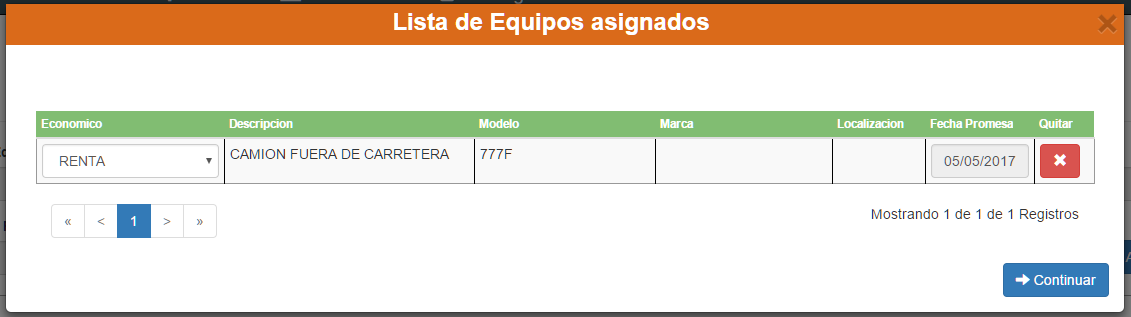 Lista de Equipos asignados
Economico Descripcion Modelo Marca Localizacion Fecha Promesa Quitar
RENTA CAMION FUERA DE CARRETERA 777F 05/05/2017
« < 1 > »
Mostrando 1 de 1 de 1 Registros
Continuar